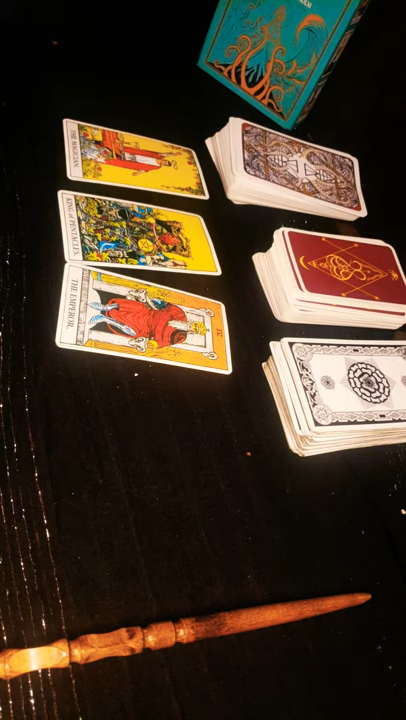 THE MAGICIAN.
KING of PENTACLES.
THE EMPEROR.
IV